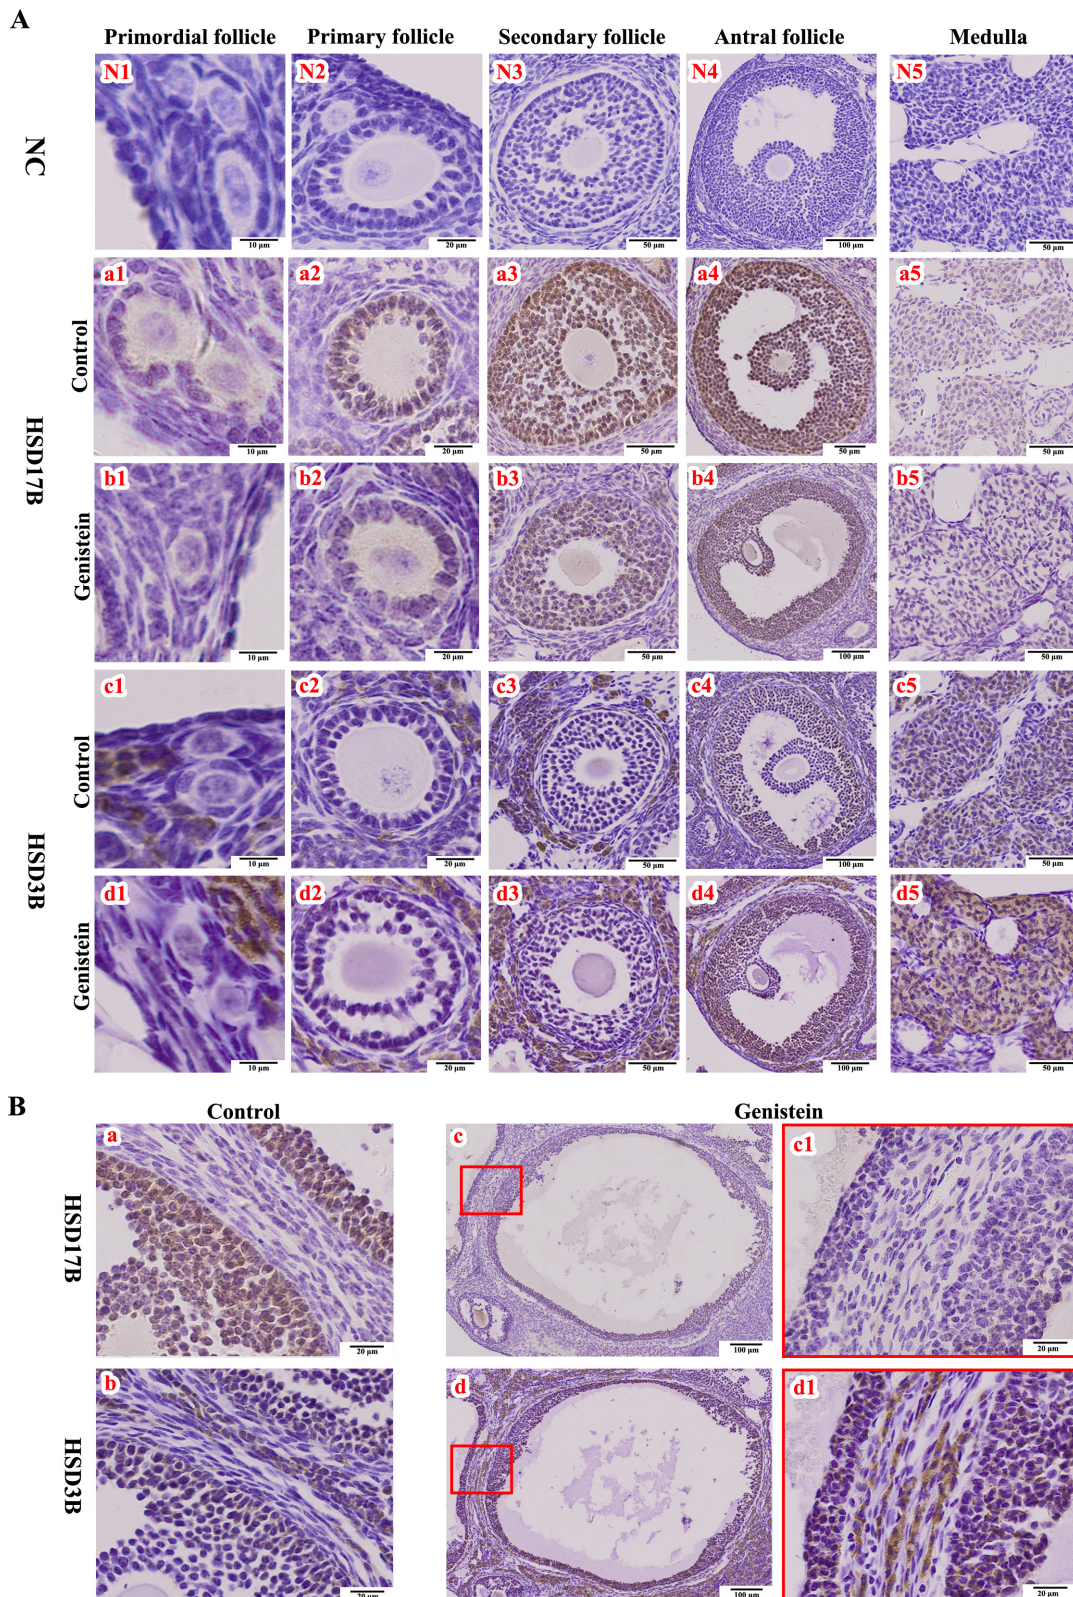 A
Primordial follicle Primary follicle Secondary follicle Antral follicle Medulla
NC
N1 N2 N3 N4 N5
10 μm 20 μm 50 μm 100 μm 50 μm
HSD17B
Control
a1 a2 a3 a4 a5
10 μm 20 μm 50 μm 50 μm 50 μm
Genistein
b1 b2 b3 b4 b5
10 μm 20 μm 50 μm 100 μm 50 μm
HSD3B
Control
c1 c2 c3 c4 c5
10 μm 20 μm 50 μm 100 μm 50 μm
Genistein
d1 d2 d3 d4 d5
10 μm 20 μm 50 μm 100 μm 50 μm
B
Control Genistein
HSD17B
a c c1
20 μm 100 μm 20 μm
HSD3B
b d d1
20 μm 100 μm 20 μm